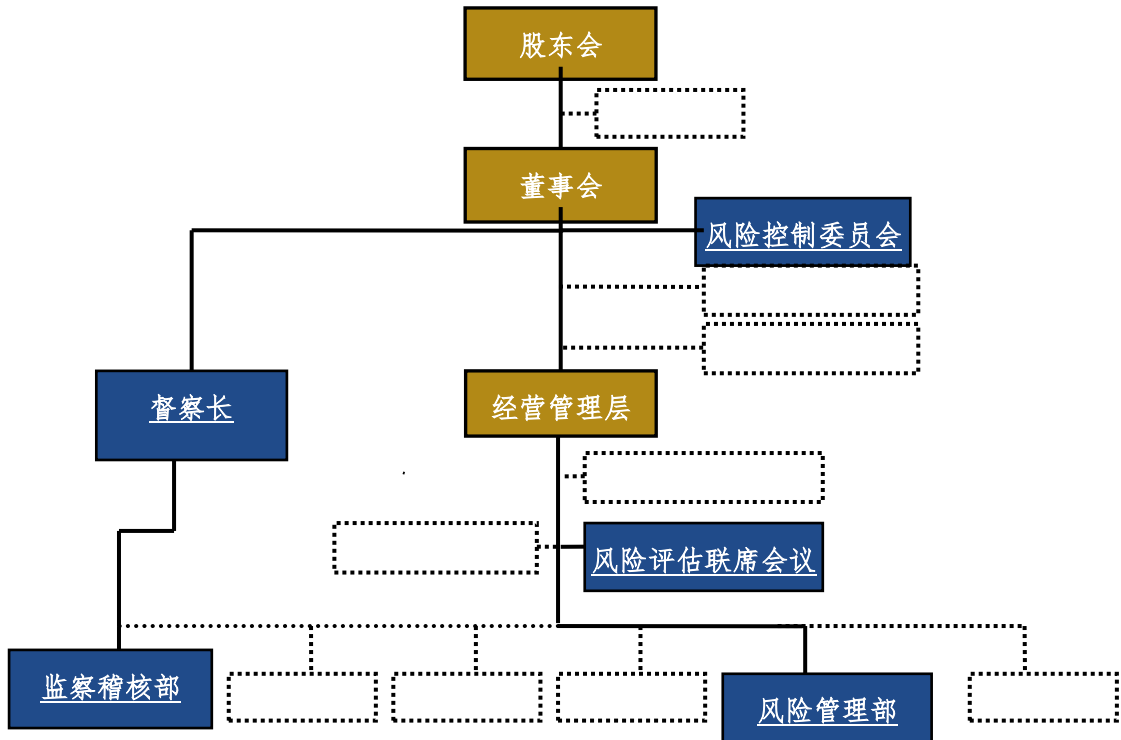 股东会
董事会
风险控制委员会
督察长
经营管理层
风险评估联席会议
监察稽核部
风险管理部